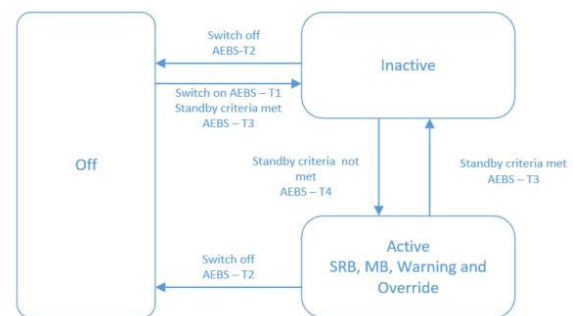 Switch off
AEBS-T2
Inactive
Switch on AEBS – T1
Standby criteria met
AEBS – T3
Off
Standby criteria not
met
AEBS – T4
Standby criteria met
AEBS – T3
Active
SRB, MB, Warning and
Override
Switch off
AEBS – T2